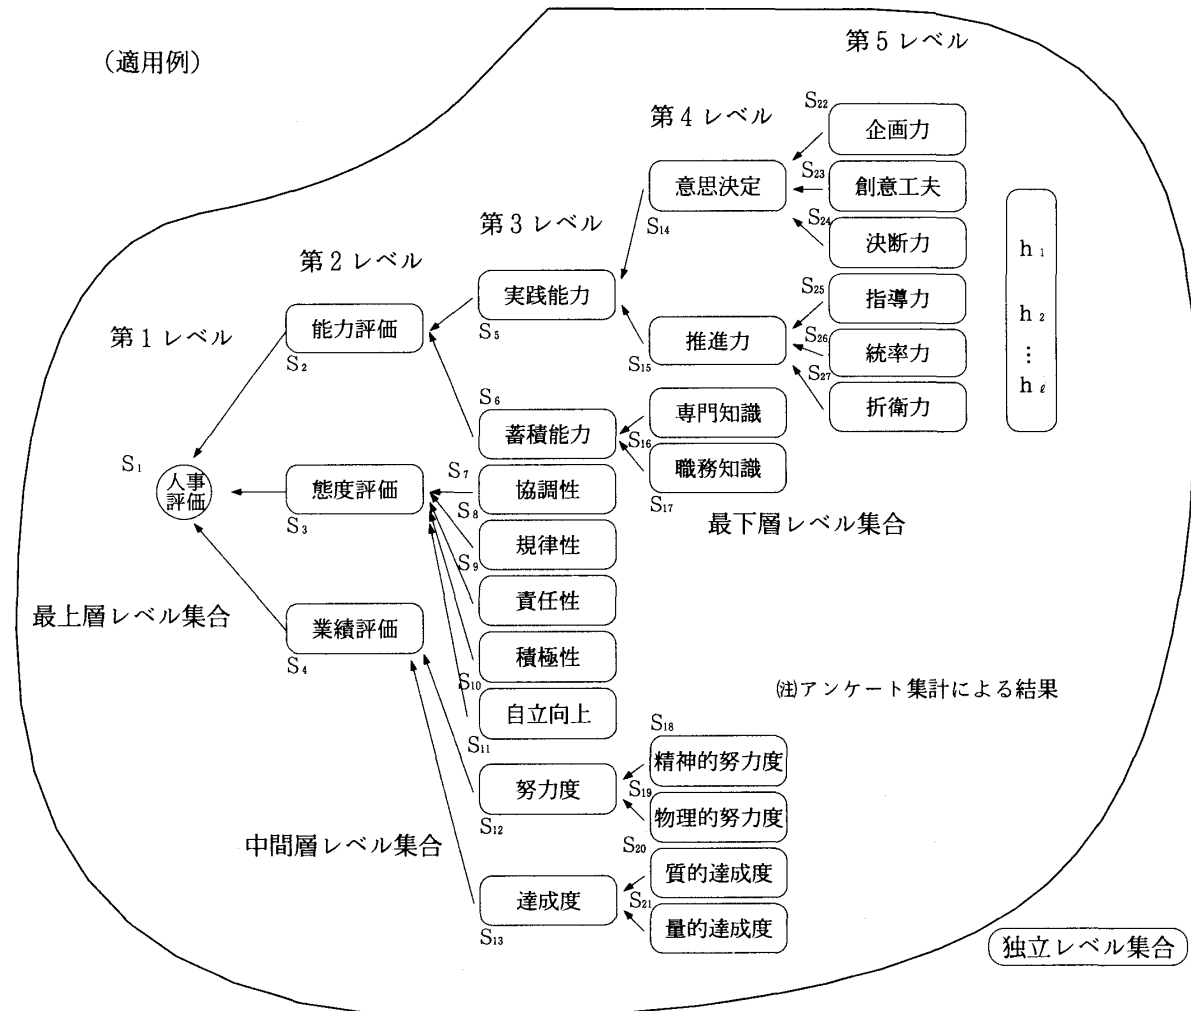 （適用例）
第５レベル
第４レベル
第３レベル
第２レベル
第１レベル
S₂₂
企画力
S₂₃
創意工夫
S₂₄
決断力
意思決定
S₁₄
S₂₅
指導力
S₂₆
統率力
S₂₇
折衛力
推進力
S₁₅
h₁
h₂
⋮
hℓ
実践能力
S₅
能力評価
S₂
S₆
蓄積能力
専門知識
S₁₆
職務知識
S₁₇
最下層レベル集合
S₁
人事
評価
態度評価
S₃
S₇
協調性
S₈
規律性
S₉
責任性
積極性
S₁₀
自立向上
S₁₁
最上層レベル集合
業績評価
S₄
㈲アンケート集計による結果
S₁₈
精神的努力度
S₁₉
物理的努力度
努力度
S₁₂
中間層レベル集合
S₂₀
質的達成度
S₂₁
量的達成度
達成度
S₁₃
独立レベル集合